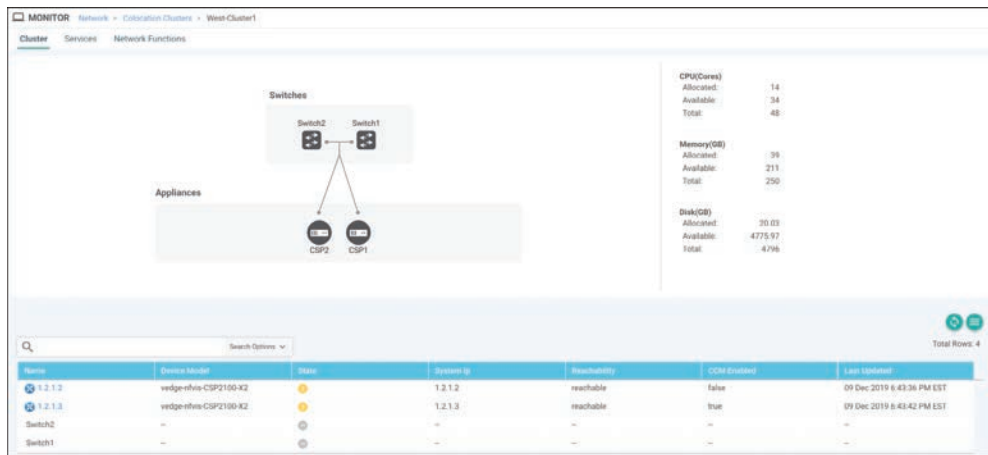 MONITOR Network > Colocation Clusters > West-Cluster1
Cluster Services Network Functions
Switches
Switch2 Switch1
Appliances
CSP2 CSP1
CPU(Cores)
Allocated: 14
Available: 34
Total: 48
Memory(GB)
Allocated: 39
Available: 211
Total: 250
Disk(GB)
Allocated: 20.03
Available: 4775.97
Total: 4796
Search Options
Total Rows: 4
Name Device Model State System Ip Reachability CCM Enabled Last Updated
1.2.1.2 vedge-nfvis-CSP2100-X2 1.2.1.2 reachable false 09 Dec 2019 6:43:36 PM EST
1.2.1.3 vedge-nfvis-CSP2100-X2 1.2.1.3 reachable true 09 Dec 2019 6:43:42 PM EST
Switch2 -- -- -- -- --
Switch1 -- -- -- -- --